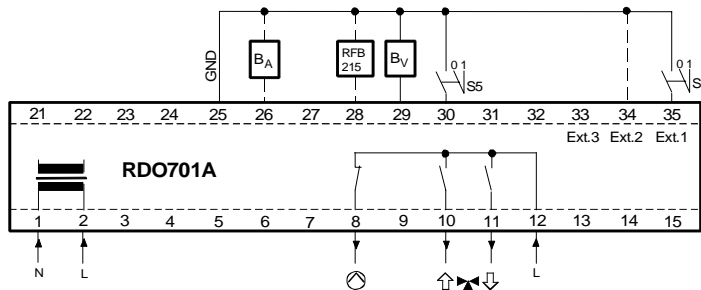 GND
B A
RFB
215
B V
0 1
S5
0 1
S
21 22 23 24 25 26 27 28 29 30 31 32 33 34 35
Ext.3 Ext.2 Ext.1
RDO701A
1 2 3 4 5 6 7 8 9 10 11 12 13 14 15
N L L